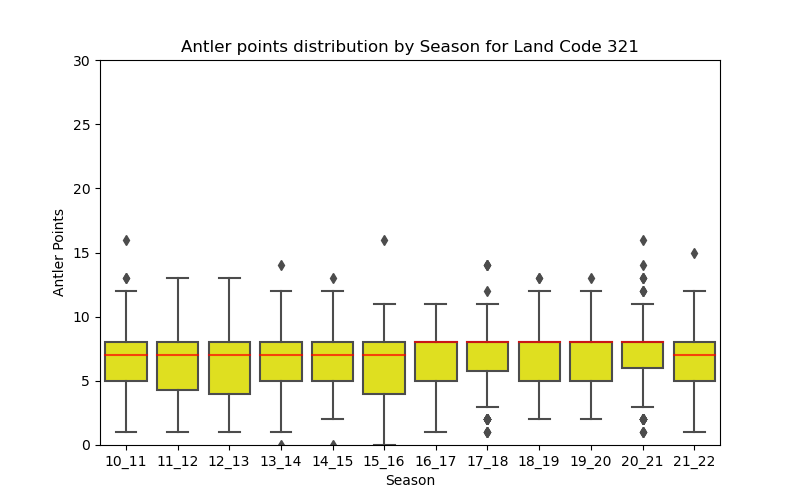 Antler points distribution by Season for Land Code 321
30
25
20
15
10
5
0
Antler Points
10_11 11_12 12_13 13_14 14_15 15_16 16_17 17_18 18_19 19_20 20_21 21_22
Season